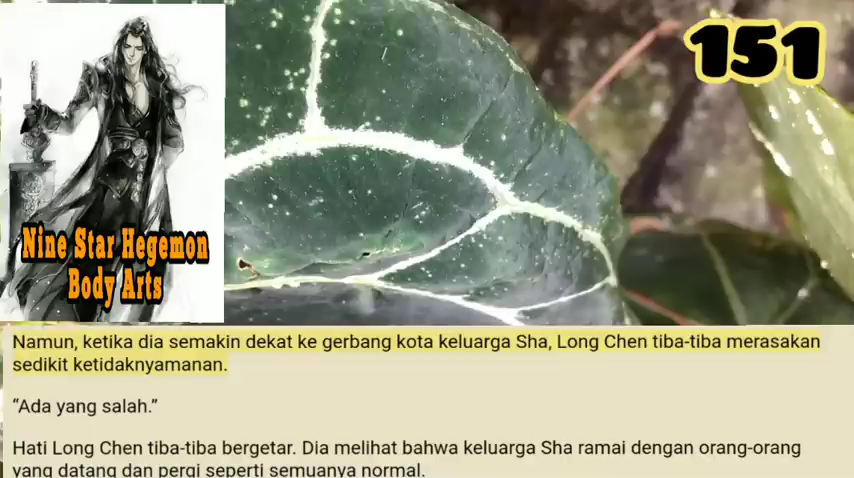 151
Nine Star Hegemon
Body Arts
Namun, ketika dia semakin dekat ke gerbang kota keluarga Sha, Long Chen tiba-tiba merasakan
sedikit ketidaknyamanan.
“Ada yang salah.”
Hati Long Chen tiba-tiba bergetar. Dia melihat bahwa keluarga Sha ramai dengan orang-orang
yang datang dan pergi seperti semuanya normal.